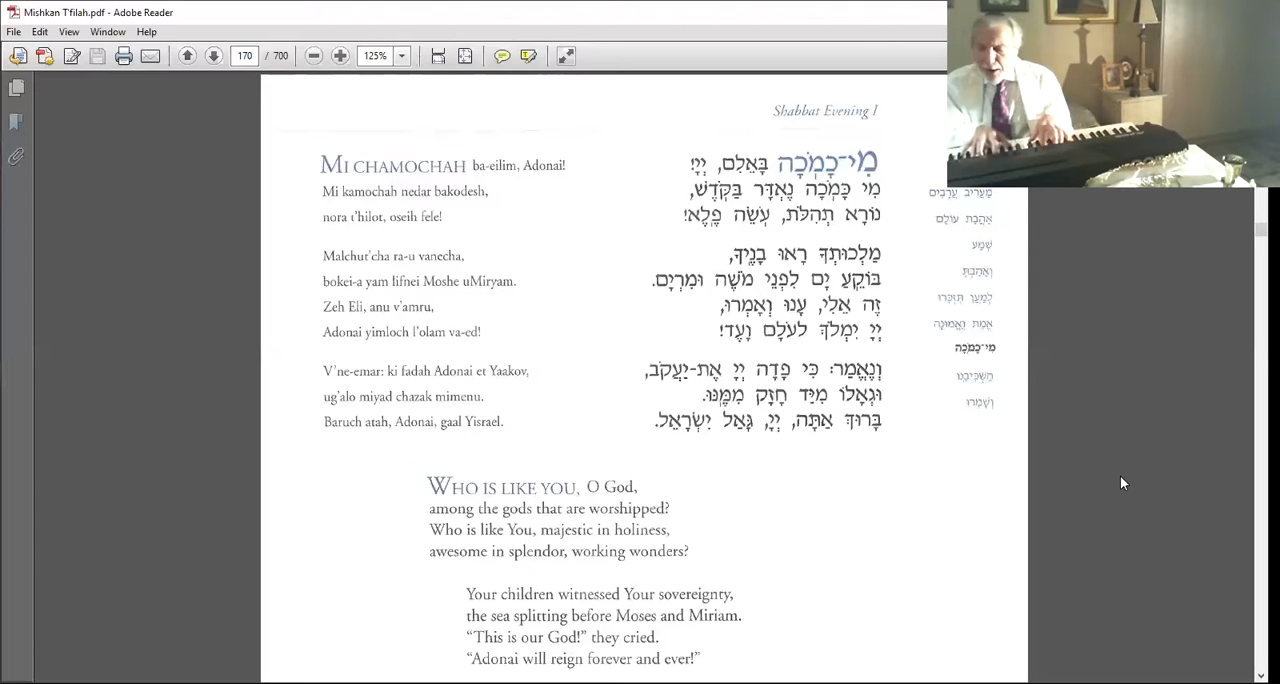 Mishkan T'filah.pdf - Adobe Reader
File Edit View Window Help
170 / 700 125%
Shabbat Evening I
MI CHAMOCHAH ba-eilim, Adonai!
Mi kamochah nedar bakodesh,
nora t'hilot, oseih fele!
Malchut'cha ra-u vanecha,
bokei-a yam lifnei Moshe uMiryam.
Zeh Eli, anu v'amru,
Adonai yimloch l'olam va-ed!
V'ne-emar: ki fadah Adonai et Yaakov,
ug'alo miyad chazak mimenu.
Baruch atah, Adonai, gaal Yisrael.
מִי־כָמֹֽכָה בָּאֵלִם, יְיָ!
מִי כָּמֹֽכָה נֶאְדָּר בַּקֹּֽדֶשׁ,
נוֹרָא תְהִלֹּת, עֹֽשֵׂה פֶֽלֶא!
מַלְכוּתְךָ רָאוּ בָנֶֽיךָ,
בּוֹקֵֽעַ יָם לִפְנֵי מֹשֶׁה וּמִרְיָם.
זֶה אֵלִי, עָנוּ וְאָמְרוּ,
יְיָ יִמְלֹךְ לְעֹלָם וָעֶד!
וְנֶאֱמַר: כִּי פָדָה יְיָ אֶת-יַעֲקֹב,
וּגְאָלוֹ מִיַּד חָזָק מִמֶּֽנּוּ.
בָּרוּךְ אַתָּה, יְיָ, גָּאַל יִשְׂרָאֵל.
מַעֲרִיב עֲרָבִים
אַהֲבַת עוֹלָם
שְׁמַע
וְאָהַבְתָּ
לְמַֽעַן תִּזְכְּרוּ
אֱמֶת וֶאֱמוּנָה
מִי־כָמֹֽכָה
הַשְׁכִּיבֵֽנוּ
וְשָׁמְרוּ
WHO IS LIKE YOU, O God,
among the gods that are worshipped?
Who is like You, majestic in holiness,
awesome in splendor, working wonders?
Your children witnessed Your sovereignty,
the sea splitting before Moses and Miriam.
“This is our God!” they cried.
“Adonai will reign forever and ever!”